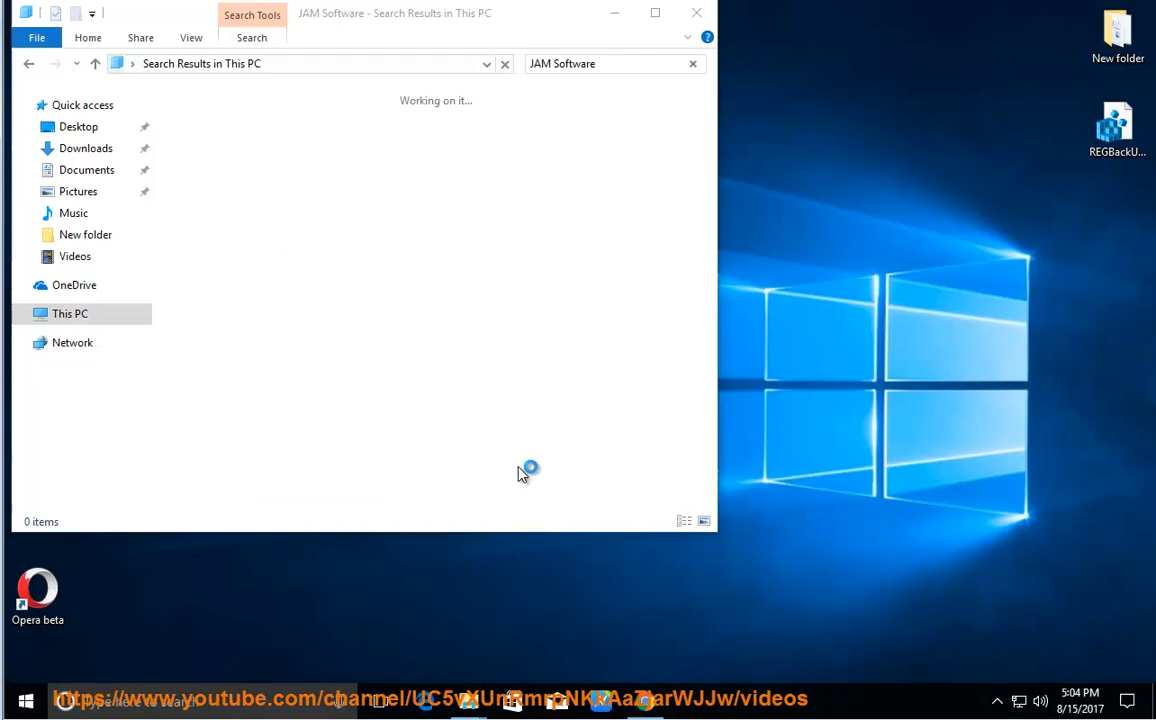 Search Tools
JAM Software - Search Results in This PC
File
Home
Share
View
Search
Search Results in This PC
JAM Software
Working on it...
Quick access
Desktop
Downloads
Documents
Pictures
Music
New folder
Videos
OneDrive
This PC
Network
0 items
New folder
REGBackU...
Opera beta
5:04 PM
8/15/2017